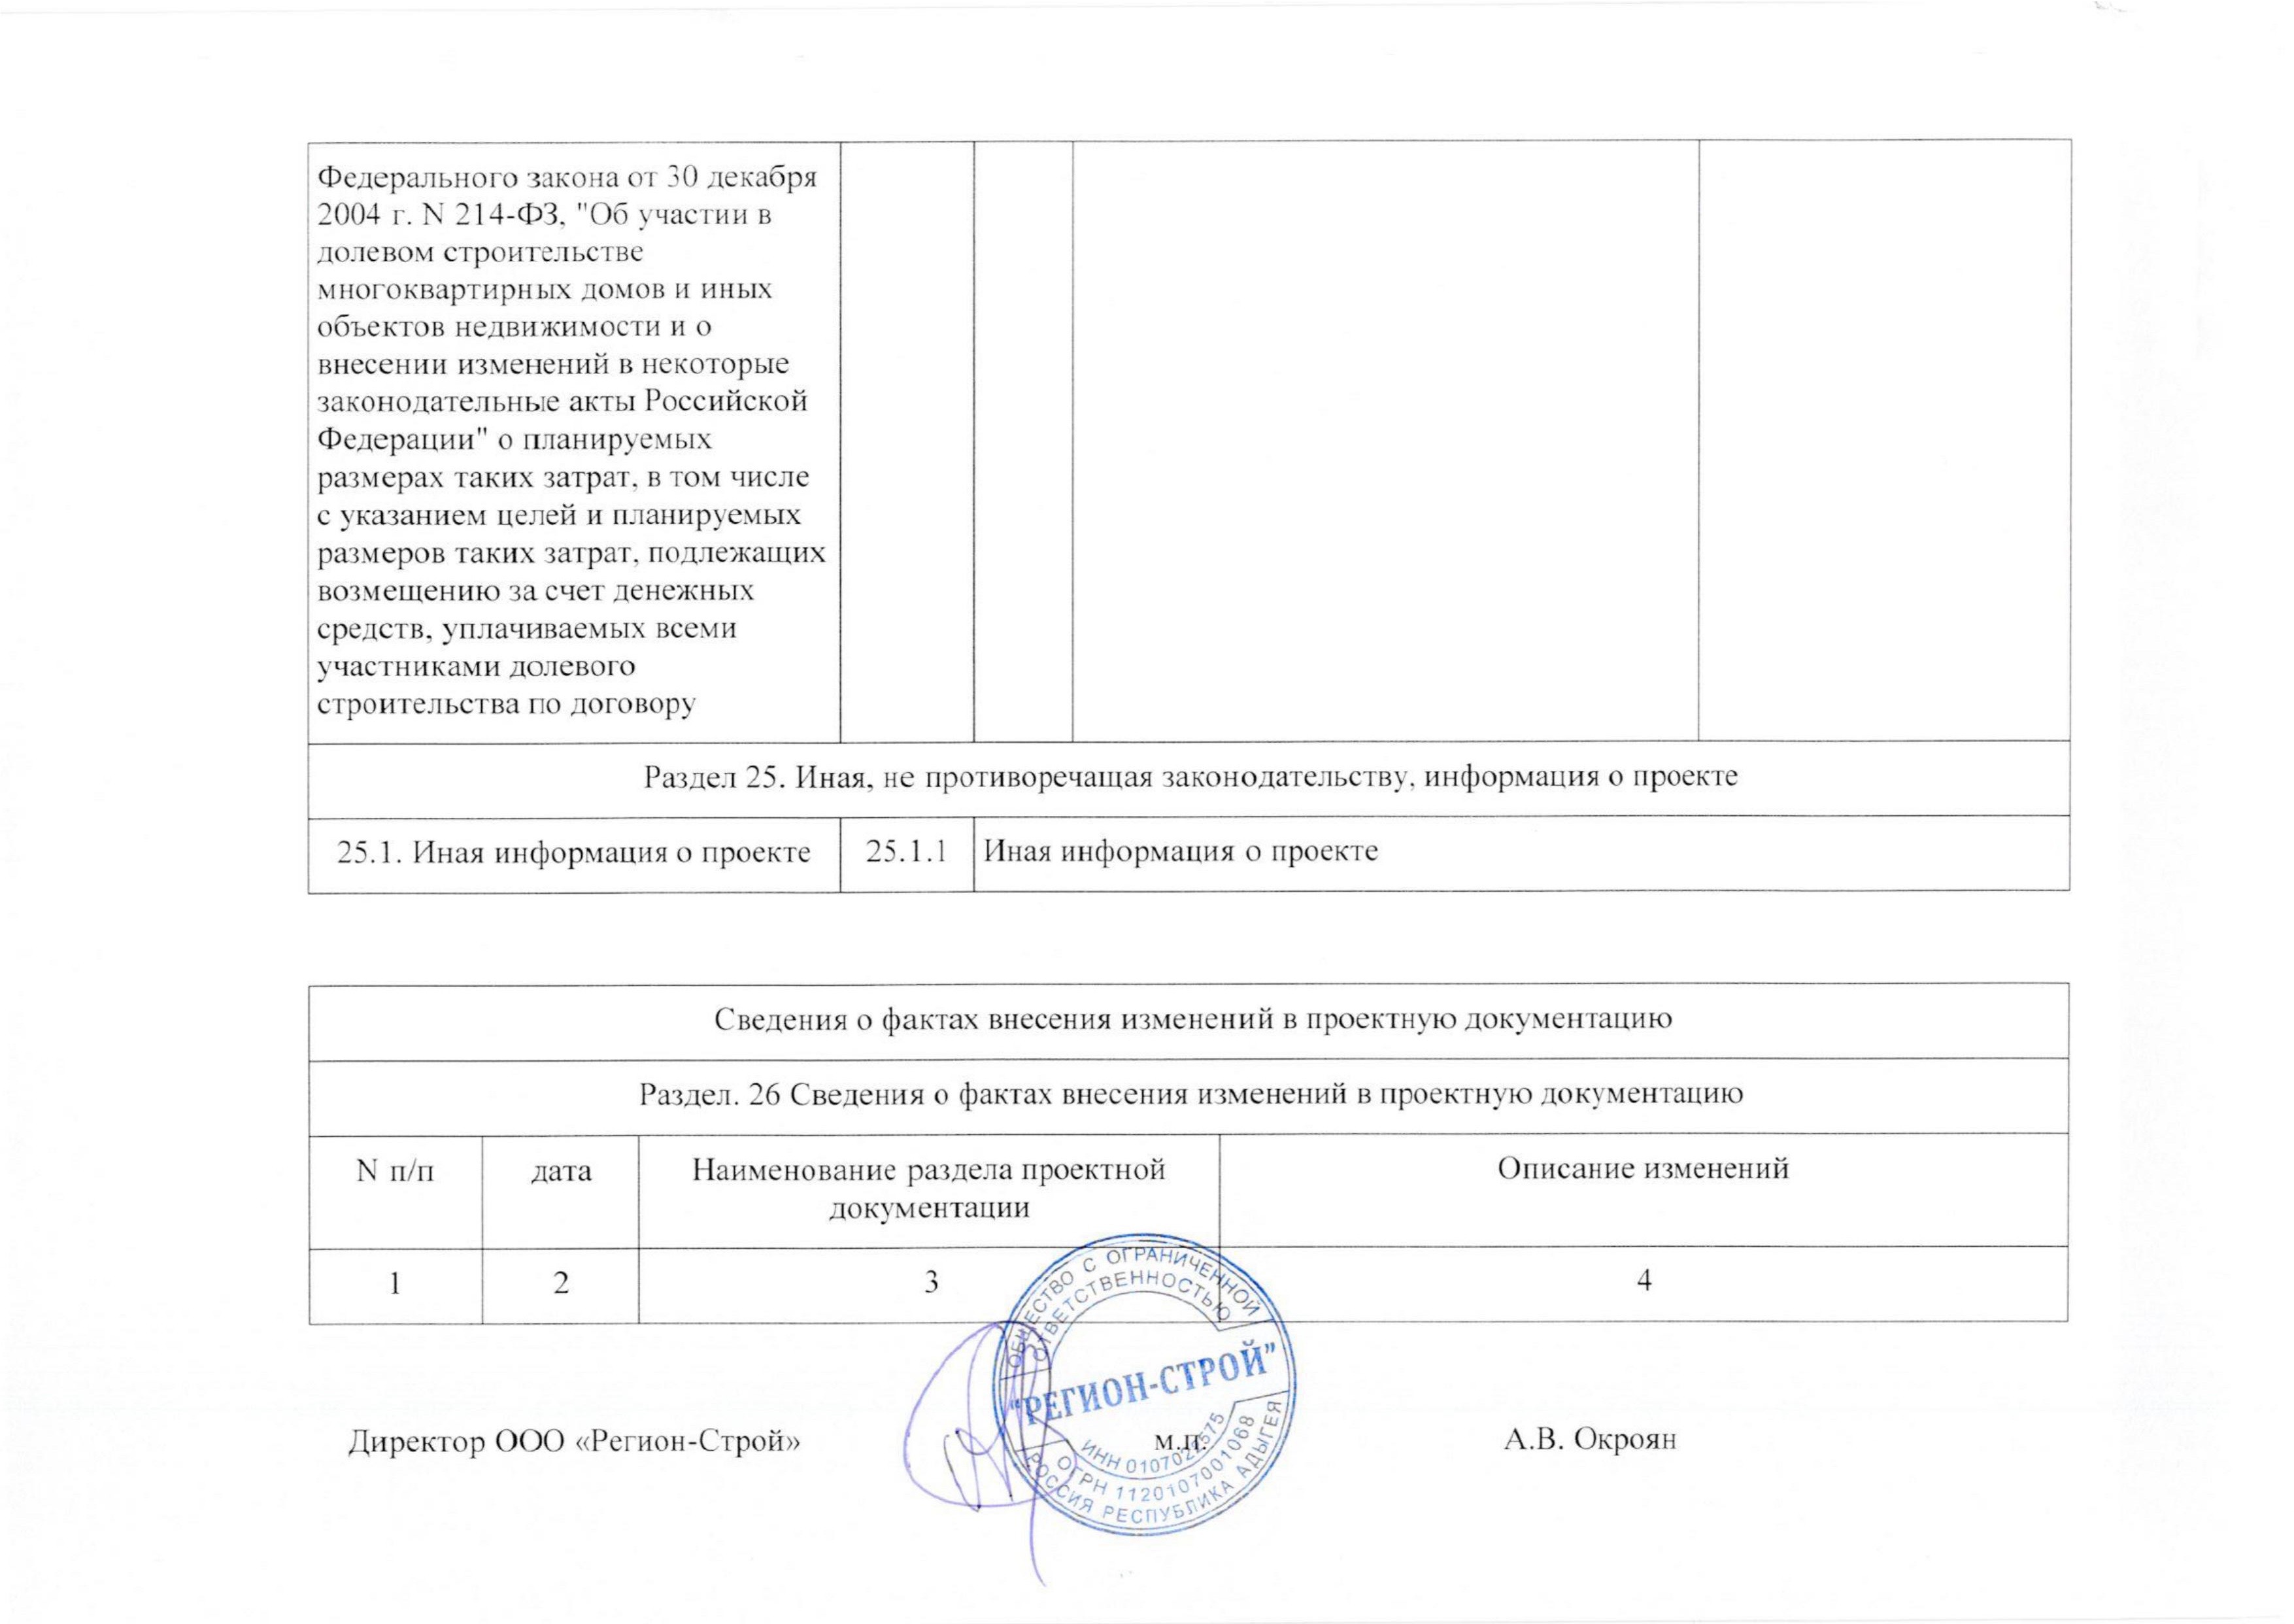 Федерального закона от 30 декабря
2004 г. N 214-ФЗ, "Об участии в
долевом строительстве
многоквартирных домов и иных
объектов недвижимости и о
внесении изменений в некоторые
законодательные акты Российской
Федерации" о планируемых
размерах таких затрат, в том числе
с указанием целей и планируемых
размеров таких затрат, подлежащих
возмещению за счет денежных
средств, уплачиваемых всеми
участниками долевого
строительства по договору
Раздел 25. Иная, не противоречащая законодательству, информация о проекте
25.1. Иная информация о проекте 25.1.1 Иная информация о проекте
Сведения о фактах внесения изменений в проектную документацию
Раздел. 26 Сведения о фактах внесения изменений в проектную документацию
N п/п дата Наименование раздела проектной Описание изменений
документации
1 2 3 4
ОБЩЕСТВО С ОГРАНИЧЕННОЙ
ОТВЕТСТВЕННОСТЬЮ
"РЕГИОН-СТРОЙ"
Директор ООО «Регион-Строй» м.п. А.В. Окроян
ИНН 0107022575
ОГРН 1120107001068
РОССИЯ РЕСПУБЛИКА АДЫГЕЯ